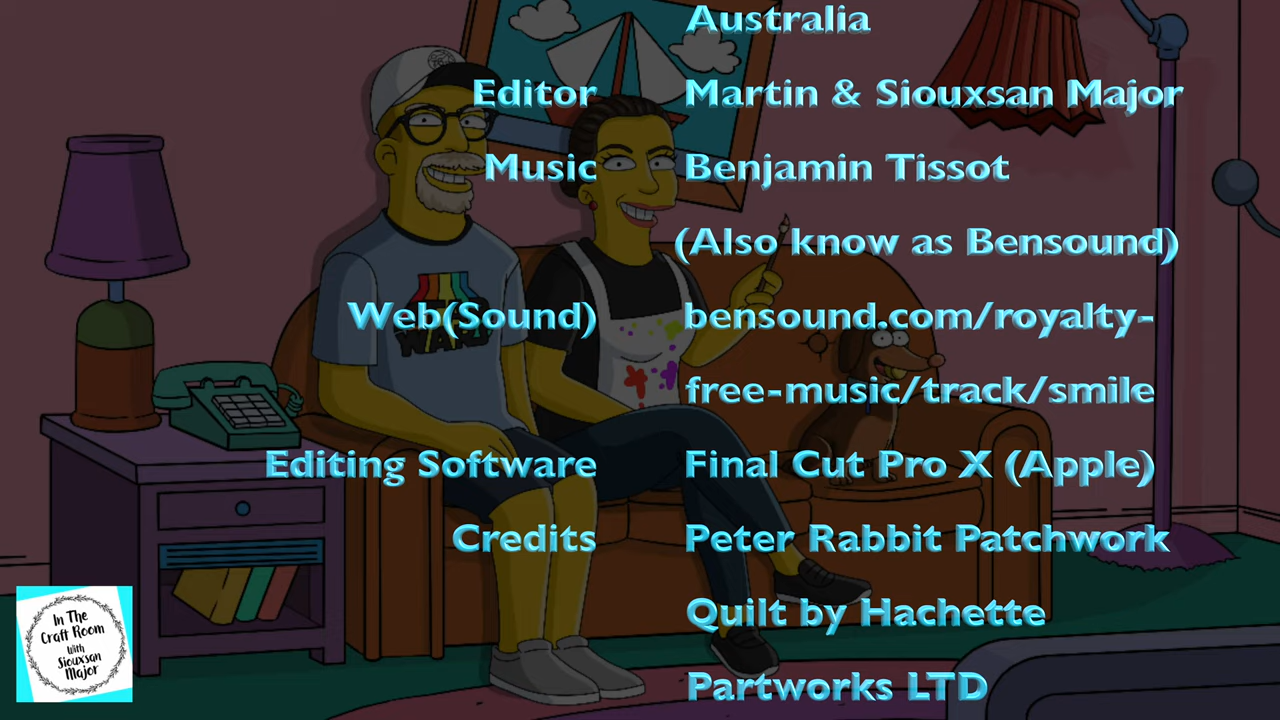 Australia
Editor Martin & Siouxsan Major
Music Benjamin Tissot
(Also know as Bensound)
Web(Sound) bensound.com/royalty-
free-music/track/smile
Editing Software Final Cut Pro X (Apple)
Credits Peter Rabbit Patchwork
Quilt by Hachette
Partworks LTD
In The
Craft Room
With
Siouxsan
Major